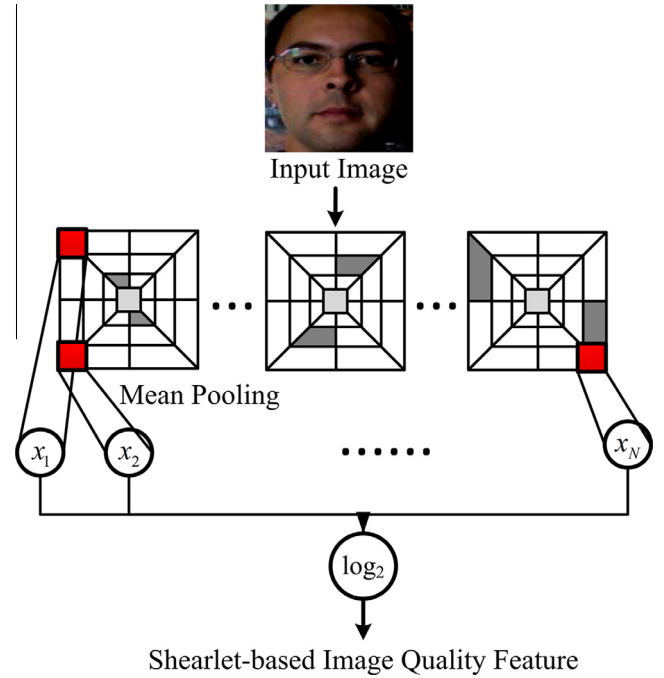 Input Image
Mean Pooling
x1
x2
xN
log2
Shearlet-based Image Quality Feature